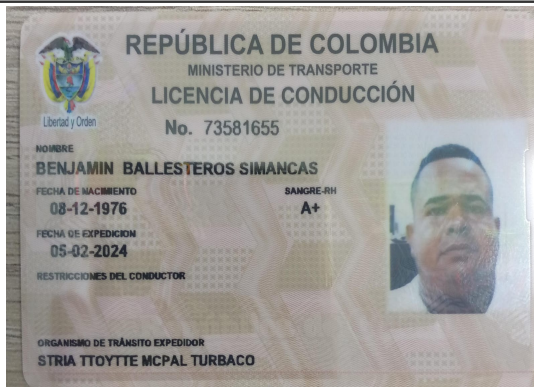 REPÚBLICA DE COLOMBIA
MINISTERIO DE TRANSPORTE
LICENCIA DE CONDUCCIÓN
Libertad y Orden
No. 73581655
NOMBRE
BENJAMIN BALLESTEROS SIMANCAS
FECHA DE NACIMIENTO SANGRE-RH
08-12-1976 A+
FECHA DE EXPEDICION
05-02-2024
RESTRICCIONES DEL CONDUCTOR
ORGANISMO DE TRÁNSITO EXPEDIDOR
STRIA TTOYTTE MCPAL TURBACO